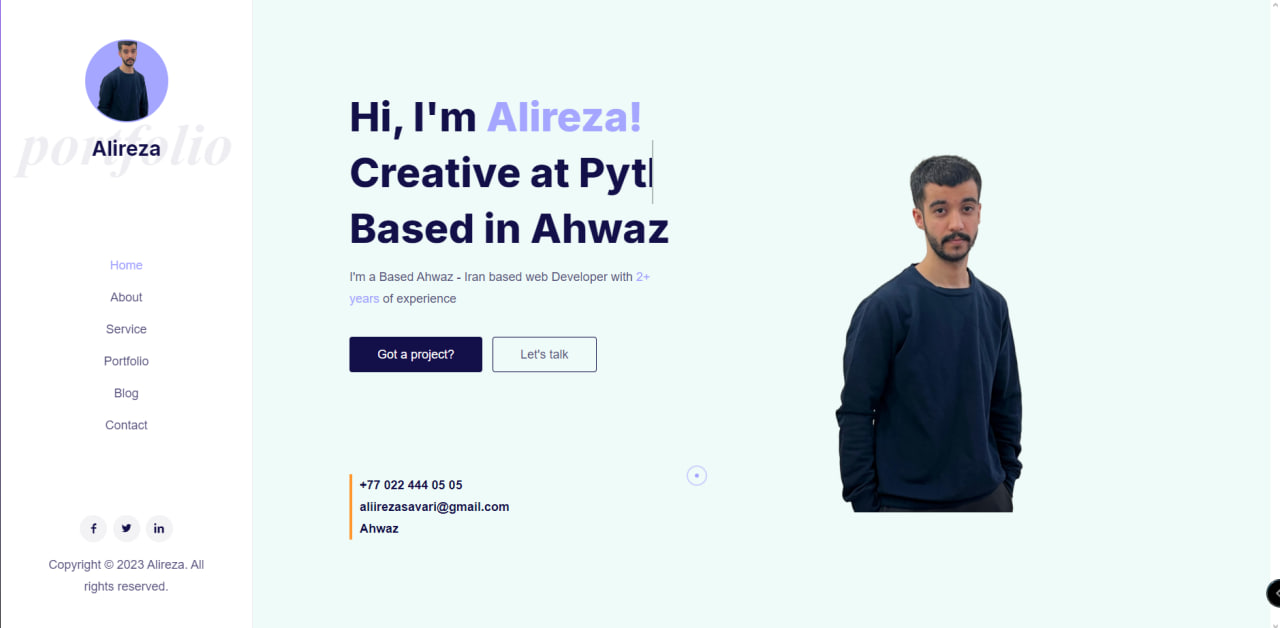 portfolio
Alireza
Home
About
Service
Portfolio
Blog
Contact
Copyright © 2023 Alireza. All
rights reserved.
Hi, I'm Alireza!
Creative at Pyt
Based in Ahwaz
I'm a Based Ahwaz - Iran based web Developer with 2+
years of experience
Got a project?
Let's talk
+77 022 444 05 05
aliirezasavari@gmail.com
Ahwaz